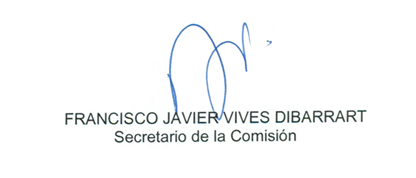 FRANCISCO JAVIER VIVES DIBARRART
Secretario de la Comisión